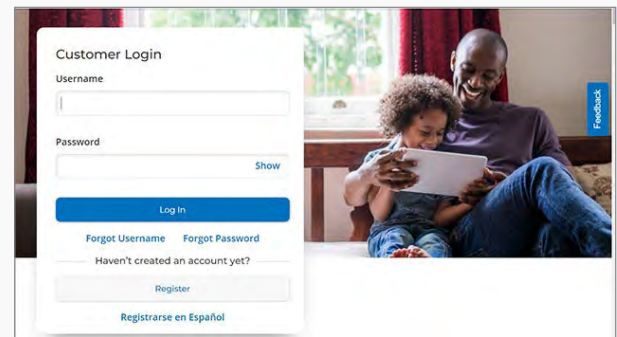 Customer Login
Username
Password
Show
Log In
Forgot Username Forgot Password
Haven't created an account yet?
Register
Registrarse en Español
Feedback